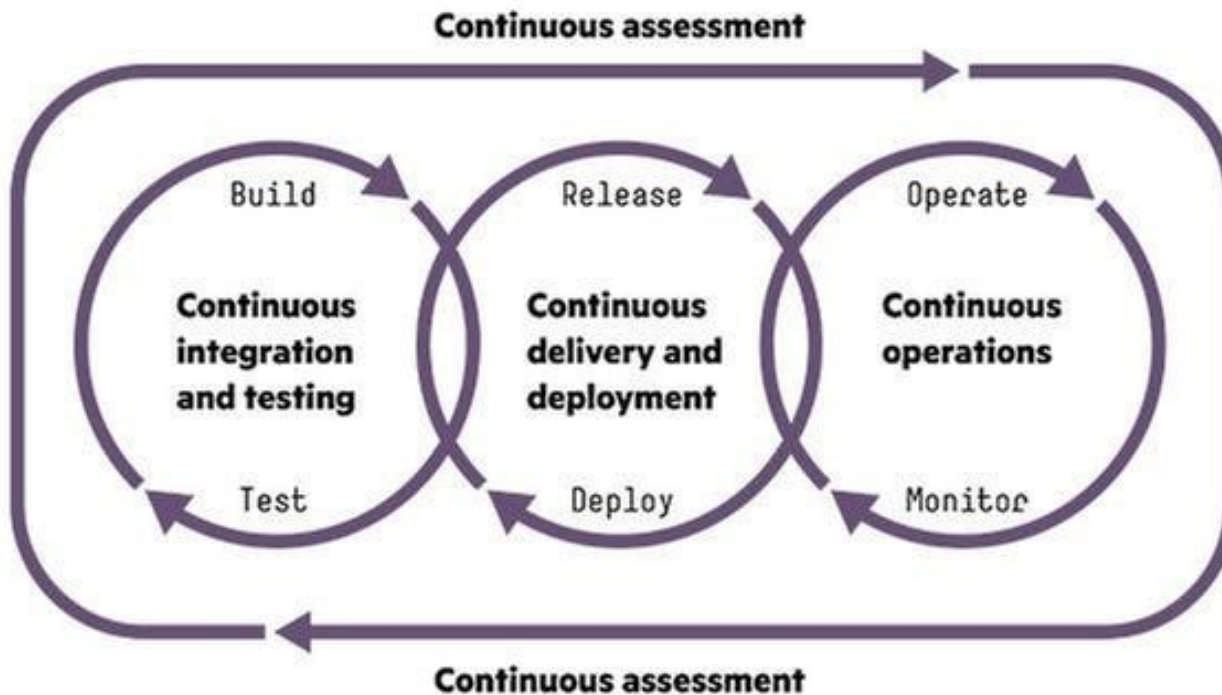 Continuous assessment
Build
Release
Operate
Continuous
integration
and testing
Continuous
delivery and
deployment
Continuous
operations
Test
Deploy
Monitor
Continuous assessment